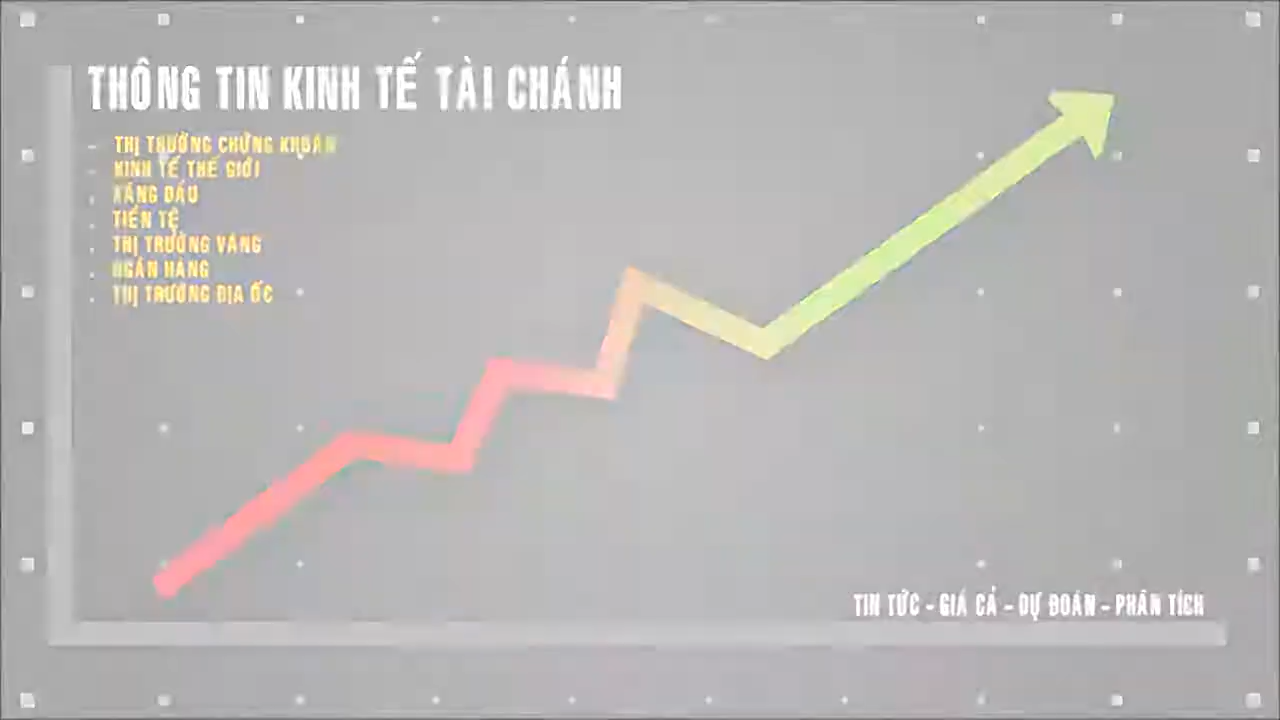 THÔNG TIN KINH TẾ TÀI CHÁNH
- THỊ TRƯỜNG CHỨNG KHOÁN
- KINH TẾ THẾ GIỚI
. XĂNG DẦU
. TIỀN TỆ
. THỊ TRƯỜNG VÀNG
. NGÂN HÀNG
. THỊ TRƯỜNG ĐỊA ỐC
TIN TỨC - GIÁ CẢ - DỰ ĐOÁN - PHÂN TÍCH